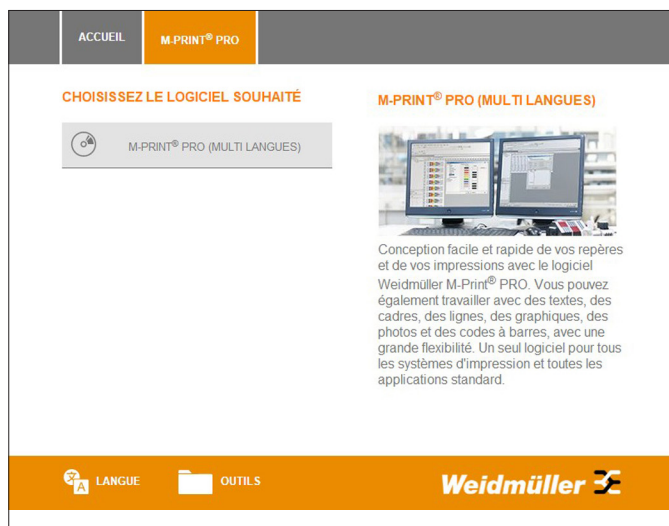 ACCUEIL
M-PRINT® PRO
CHOISISSEZ LE LOGICIEL SOUHAITÉ
M-PRINT® PRO (MULTI LANGUES)
M-PRINT® PRO (MULTI LANGUES)
Conception facile et rapide de vos repères
et de vos impressions avec le logiciel
Weidmüller M-Print® PRO. Vous pouvez
également travailler avec des textes, des
cadres, des lignes, des graphiques, des
photos et des codes à barres, avec une
grande flexibilité. Un seul logiciel pour tous
les systèmes d'impression et toutes les
applications standard.
LANGUE
OUTILS
Weidmüller